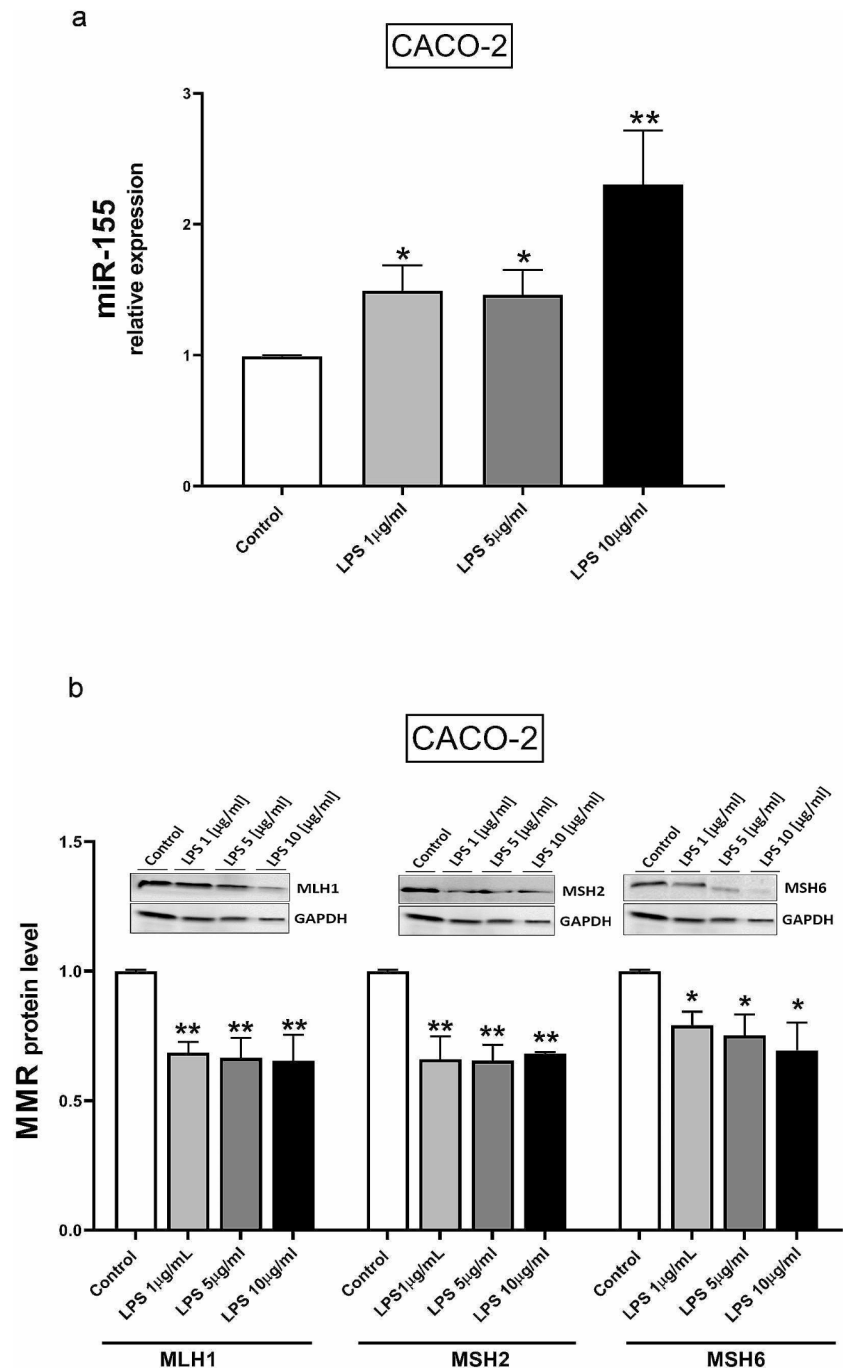 a
CACO-2
miR-155
relative expression
3
2
1
0
*
*
**
Control
LPS 1µg/ml
LPS 5µg/ml
LPS 10µg/ml
b
CACO-2
MMR protein level
1.5
1.0
0.5
0.0
Control
LPS 1 [µg/ml]
LPS 5 [µg/ml]
LPS 10 [µg/ml]
MLH1
GAPDH
Control
LPS 1 [µg/ml]
LPS 5 [µg/ml]
LPS 10 [µg/ml]
MSH2
GAPDH
Control
LPS 1 [µg/ml]
LPS 5 [µg/ml]
LPS 10 [µg/ml]
MSH6
GAPDH
** ** **
** ** **
* * *
Control
LPS 1µg/mL
LPS 5µg/ml
LPS 10µg/ml
Control
LPS1µg/mL
LPS 5µg/ml
LPS 10µg/ml
Control
LPS 1µg/mL
LPS 5µg/ml
LPS 10µg/ml
MLH1
MSH2
MSH6